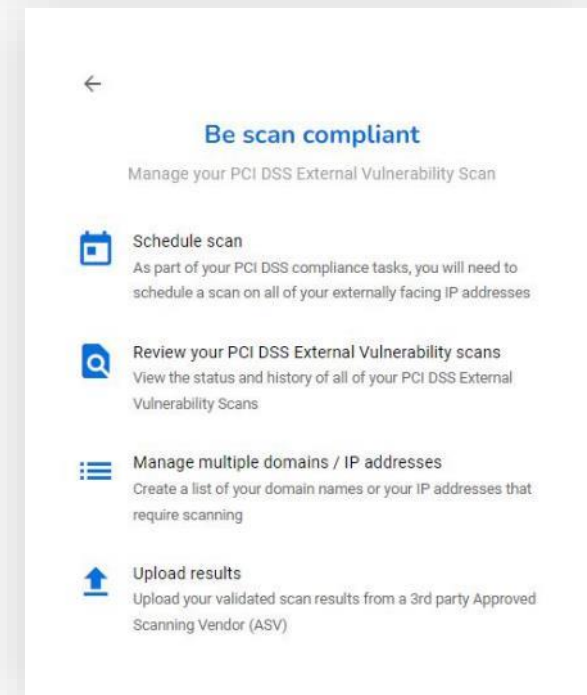 Be scan compliant
Manage your PCI DSS External Vulnerability Scan
Schedule scan
As part of your PCI DSS compliance tasks, you will need to
schedule a scan on all of your externally facing IP addresses
Review your PCI DSS External Vulnerability scans
View the status and history of all of your PCI DSS External
Vulnerability Scans
Manage multiple domains / IP addresses
Create a list of your domain names or your IP addresses that
require scanning
Upload results
Upload your validated scan results from a 3rd party Approved
Scanning Vendor (ASV)